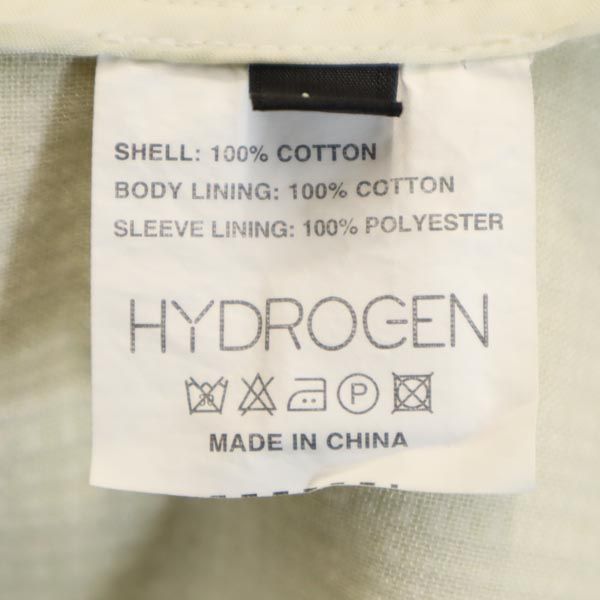 SHELL: 100% COTTON
BODY LINING: 100% COTTON
SLEEVE LINING: 100% POLYESTER
HYDROGEN
P
MADE IN CHINA